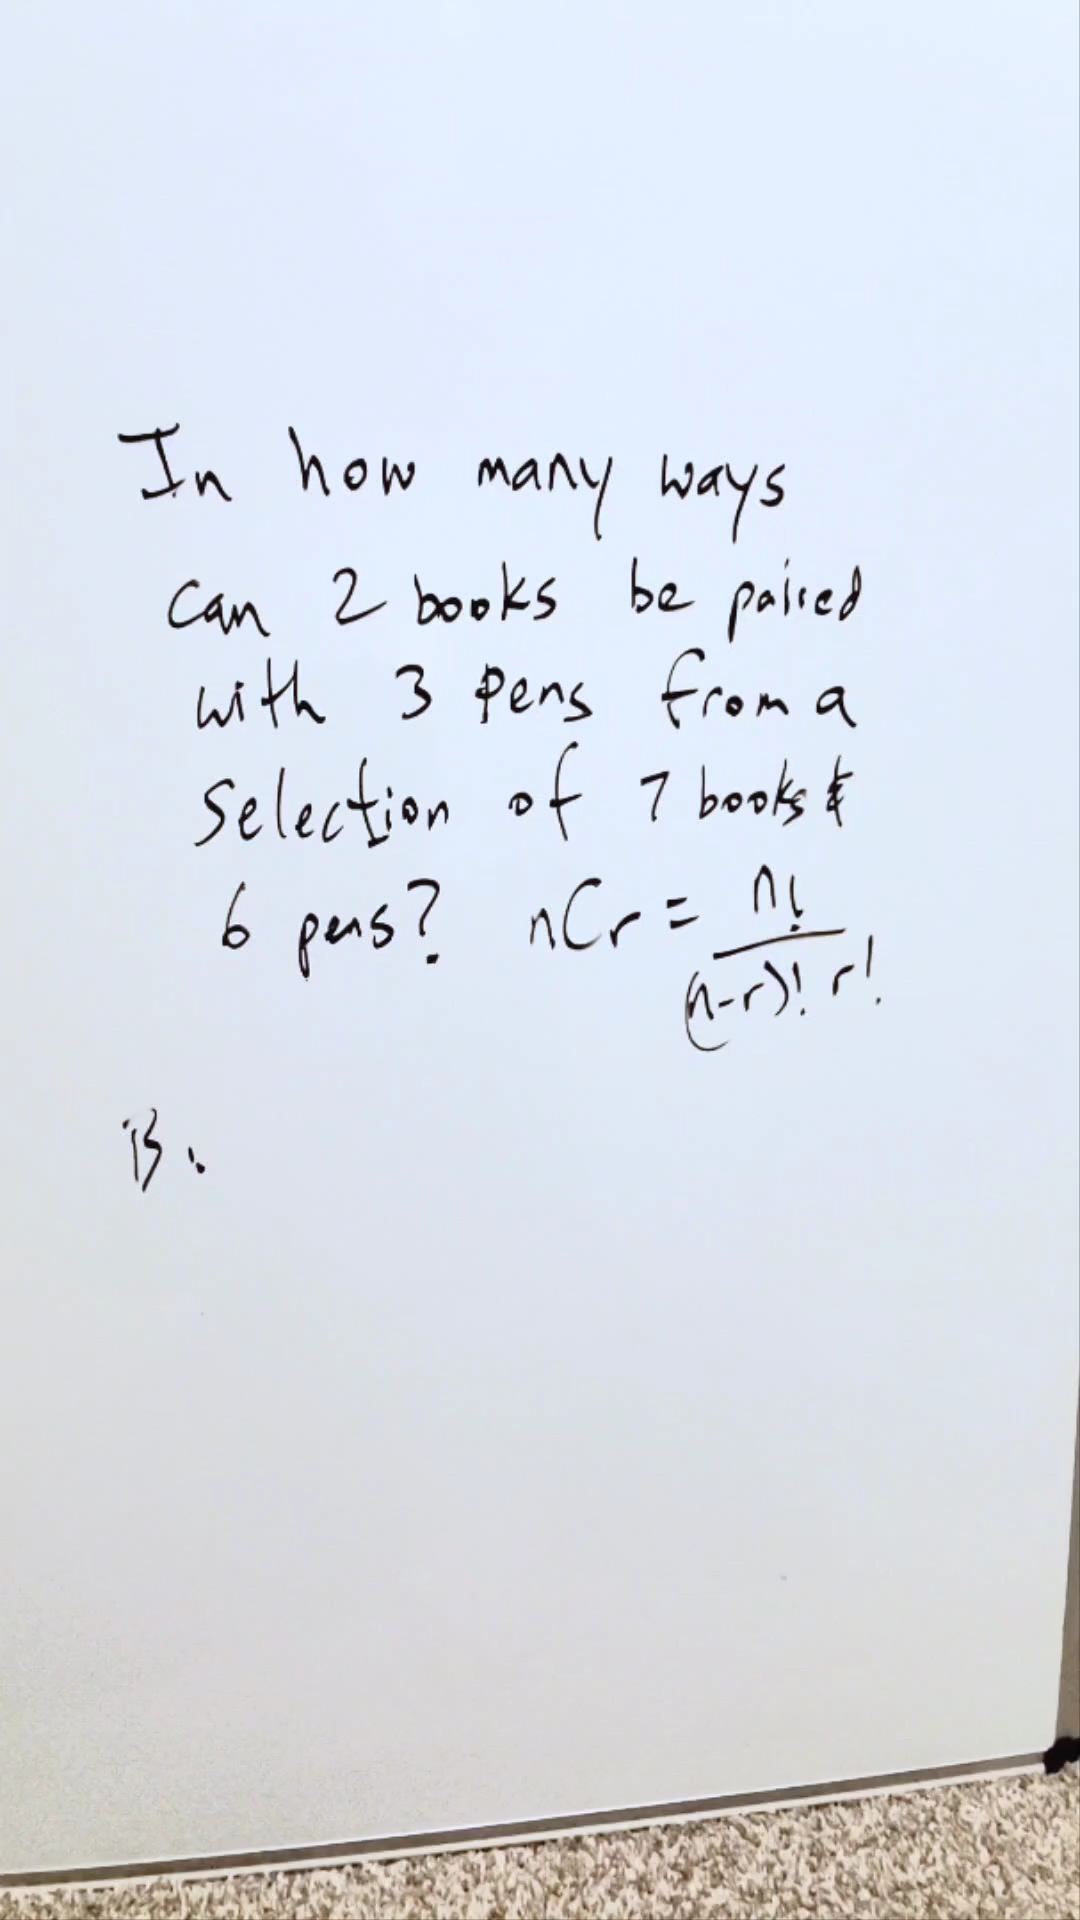 In how many ways
can 2 books be paired
with 3 pens from a
selection of 7 books &
6 pens? nCr = n! / (n-r)! r!
B: